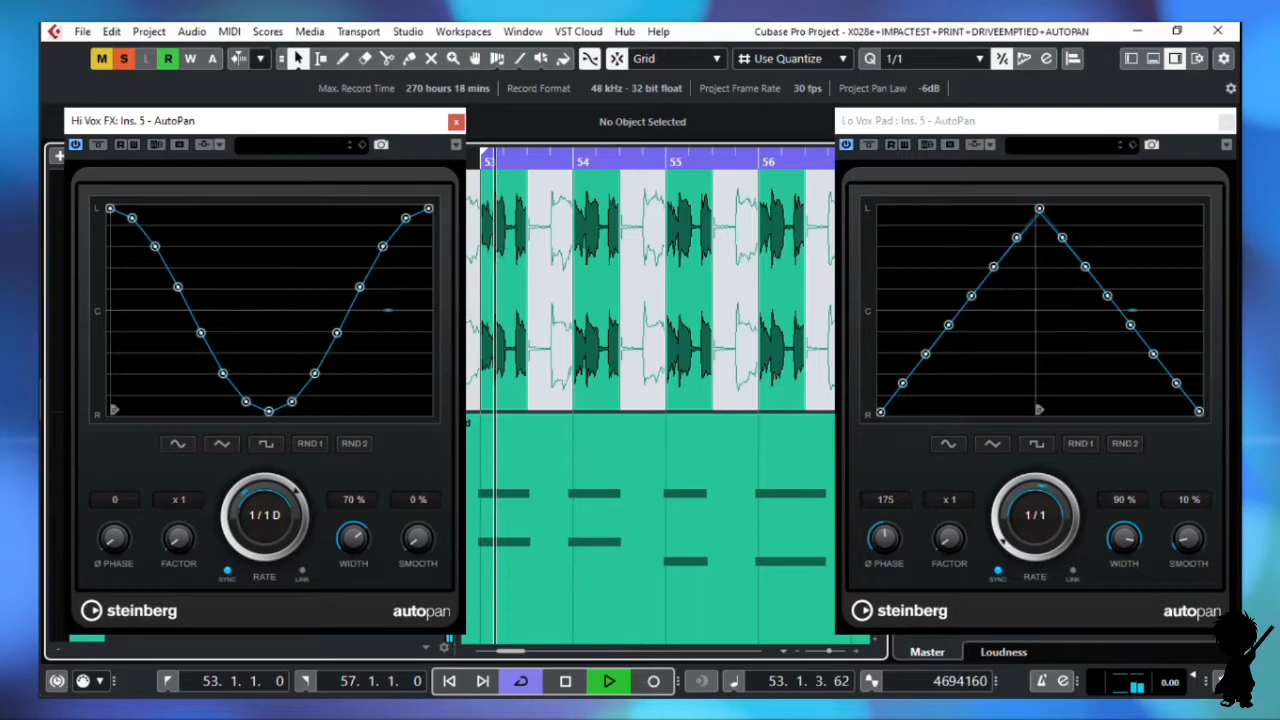 File Edit Project Audio MIDI Scores Media Transport Studio Workspaces Window VST Cloud Hub Help Cubase Pro Project - X028e+IMPACTEST+PRINT+DRIVEEMPTIED+AUTOPAN
M S L R W A Grid Use Quantize Q 1/1
Max. Record Time 270 hours 18 mins Record Format 48 kHz - 32 bit float Project Frame Rate 30 fps Project Pan Law -6dB
Hi Vox FX: Ins. 5 - AutoPan x No Object Selected Lo Vox Pad : Ins. 5 - AutoPan
53 54 55 56
L L
C C
R R
RND 1 RND 2 RND 1 RND 2
0 x 1 70 % 0 % 175 x 1 90 % 10 %
1 / 1 D 1 / 1
Ø PHASE FACTOR WIDTH SMOOTH Ø PHASE FACTOR WIDTH SMOOTH
SYNC RATE LINK SYNC RATE LINK
steinberg autopan steinberg autopan
Master Loudness
53. 1. 1. 0 57. 1. 1. 0 53. 1. 3. 62 4694160 0.00